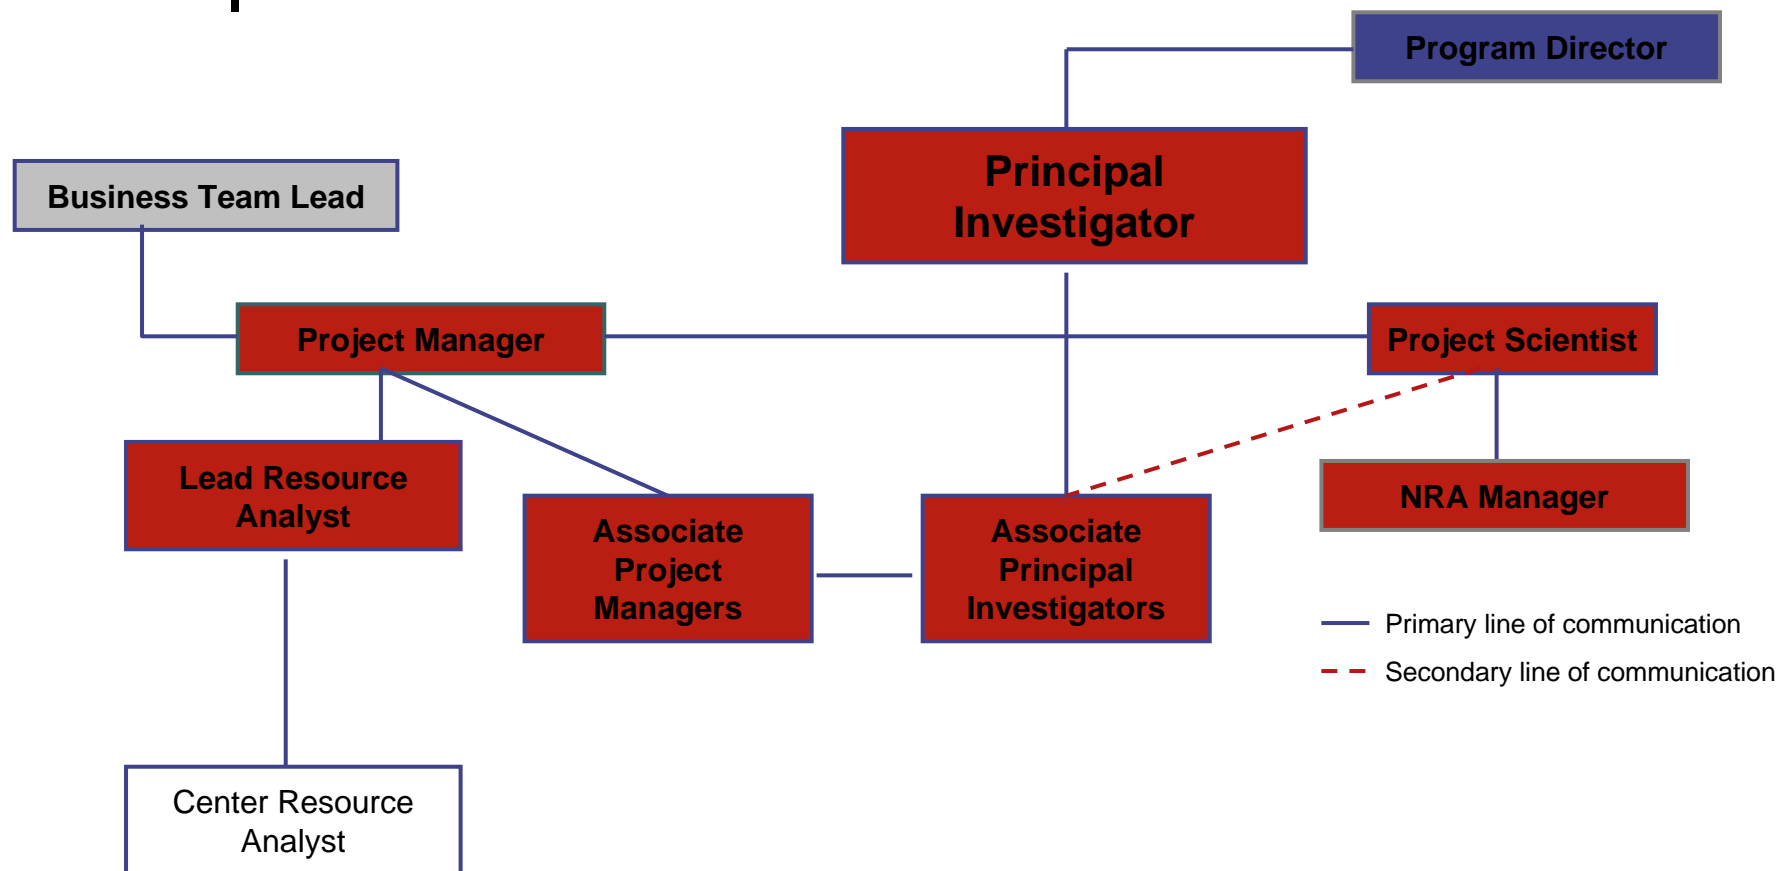 Program Director
Principal
Investigator
Business Team Lead
Project Manager
Project Scientist
Lead Resource
Analyst
Associate
Project
Managers
Associate
Principal
Investigators
NRA Manager
Primary line of communication
Secondary line of communication
Center Resource
Analyst